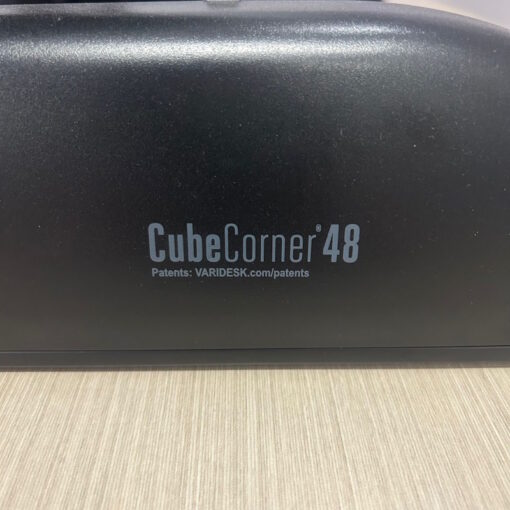 CubeCorner® 48
Patents: VARIDESK.com/patents